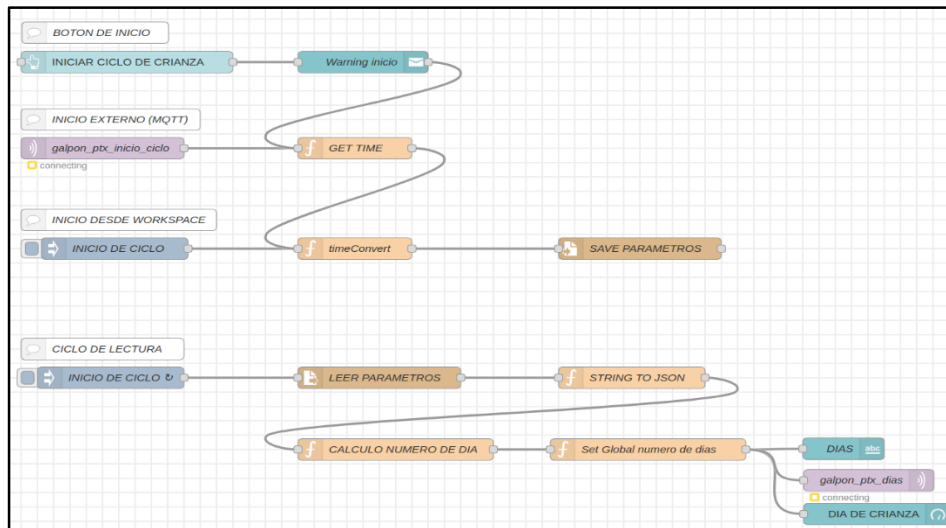 BOTON DE INICIO
INICIAR CICLO DE CRIANZA
Warning inicio
INICIO EXTERNO (MQTT)
galpon_ptx_inicio_ciclo
GET TIME
connecting
INICIO DESDE WORKSPACE
INICIO DE CICLO
timeConvert
SAVE PARAMETROS
CICLO DE LECTURA
INICIO DE CICLO ↻
LEER PARAMETROS
STRING TO JSON
CALCULO NUMERO DE DIA
Set Global numero de dias
DIAS
abc
galpon_ptx_dias
connecting
DIA DE CRIANZA